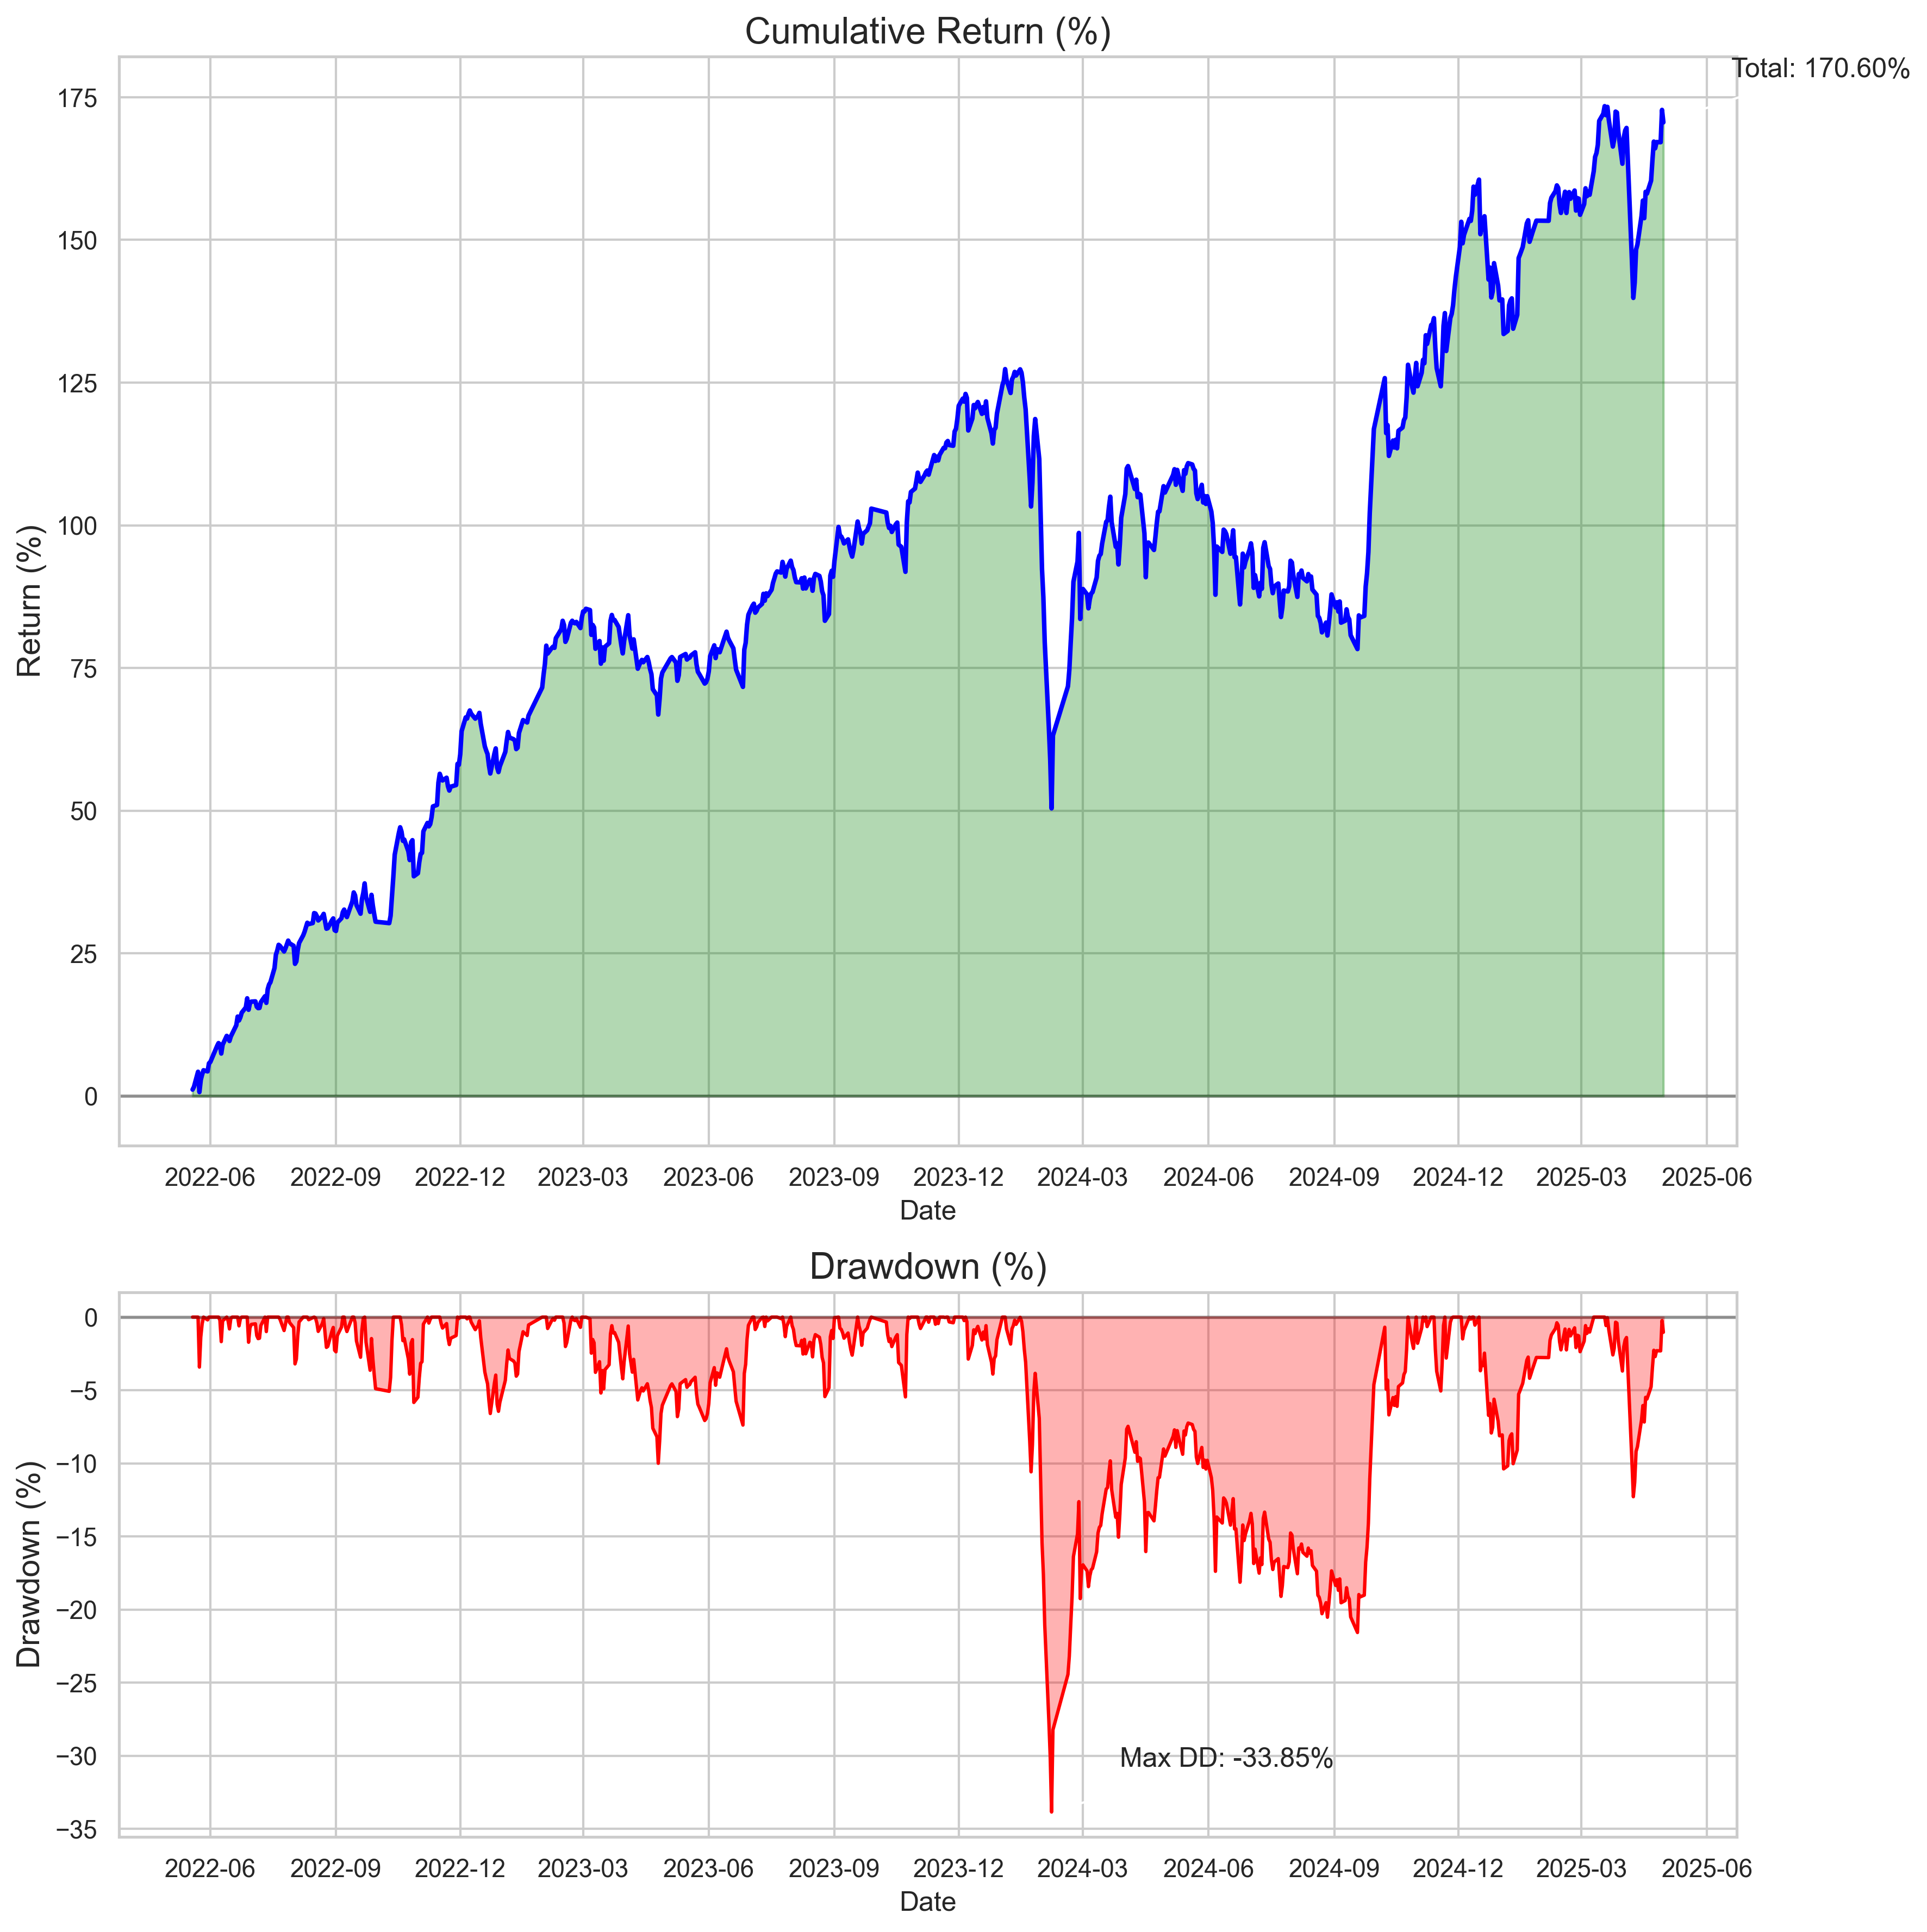 Cumulative Return (%)
Total: 170.60%
175
150
125
100
75
50
25
0
Return (%)
2022-06 2022-09 2022-12 2023-03 2023-06 2023-09 2023-12 2024-03 2024-06 2024-09 2024-12 2025-03 2025-06
Date
Drawdown (%)
0
−5
−10
−15
−20
−25
−30
−35
Drawdown (%)
Max DD: -33.85%
2022-06 2022-09 2022-12 2023-03 2023-06 2023-09 2023-12 2024-03 2024-06 2024-09 2024-12 2025-03 2025-06
Date